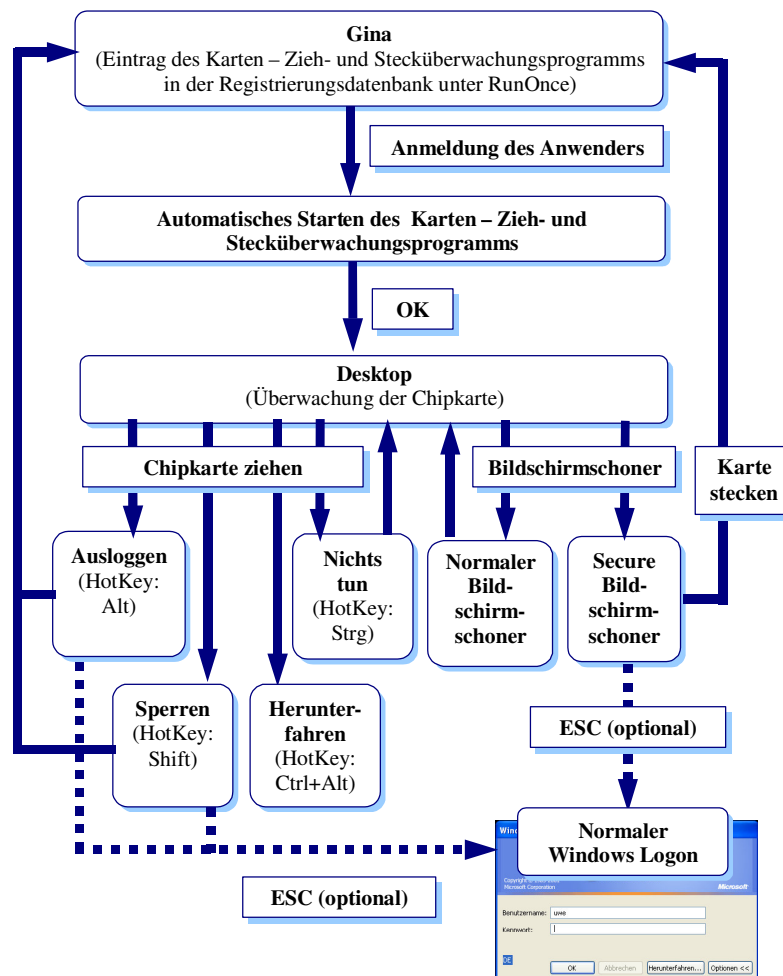 Gina
(Eintrag des Karten – Zieh- und Stecküberwachungsprogramms
in der Registrierungsdatenbank unter RunOnce)
Anmeldung des Anwenders
Automatisches Starten des Karten – Zieh- und
Stecküberwachungsprogramms
OK
Desktop
(Überwachung der Chipkarte)
Chipkarte ziehen
Bildschirmschoner
Karte
stecken
Ausloggen
(HotKey:
Alt)
Nichts
tun
(HotKey:
Strg)
Normaler
Bild-
schirm-
schoner
Secure
Bild-
schirm-
schoner
Sperren
(HotKey:
Shift)
Herunter-
fahren
(HotKey:
Ctrl+Alt)
ESC (optional)
Normaler
Windows Logon
ESC (optional)
Copyright
Microsoft Corporation
Microsoft
Benutzername: uwe
Kennwort:
DE
OK Abbrechen Herunterfahren... Optionen <<